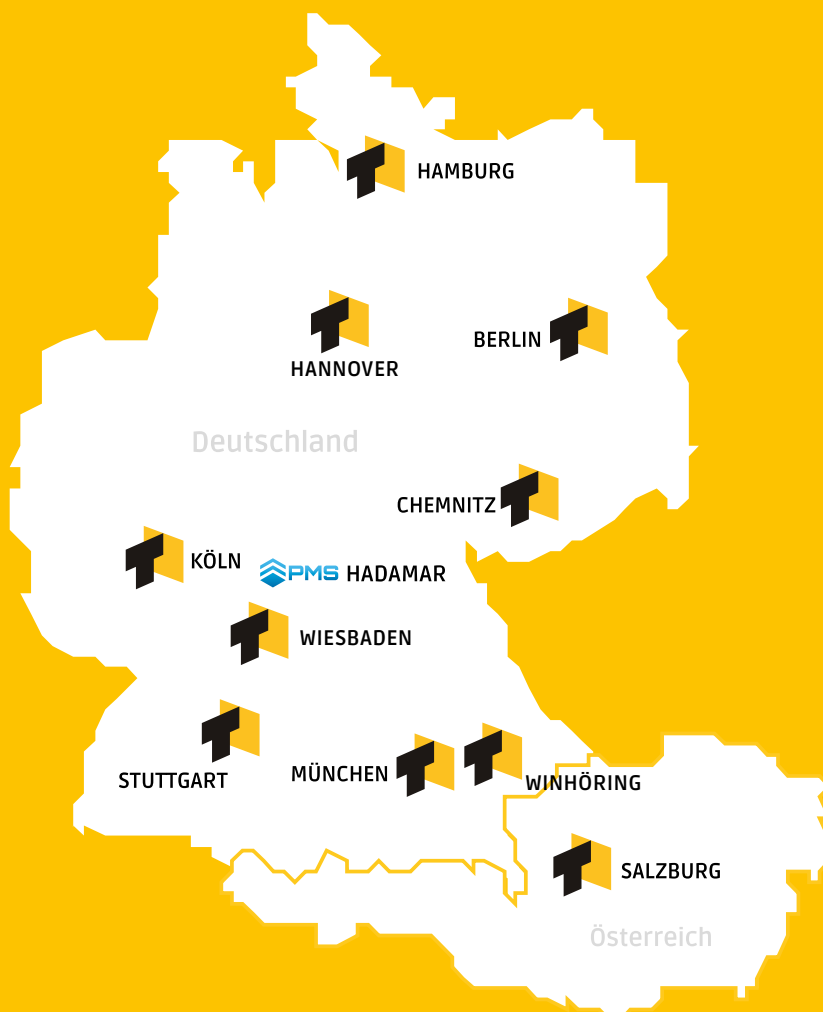 HAMBURG
BERLIN
HANNOVER
Deutschland
CHEMNITZ
KÖLN
PMS HADAMAR
WIESBADEN
MÜNCHEN
STUTTGART
WINHÖRING
SALZBURG
Österreich